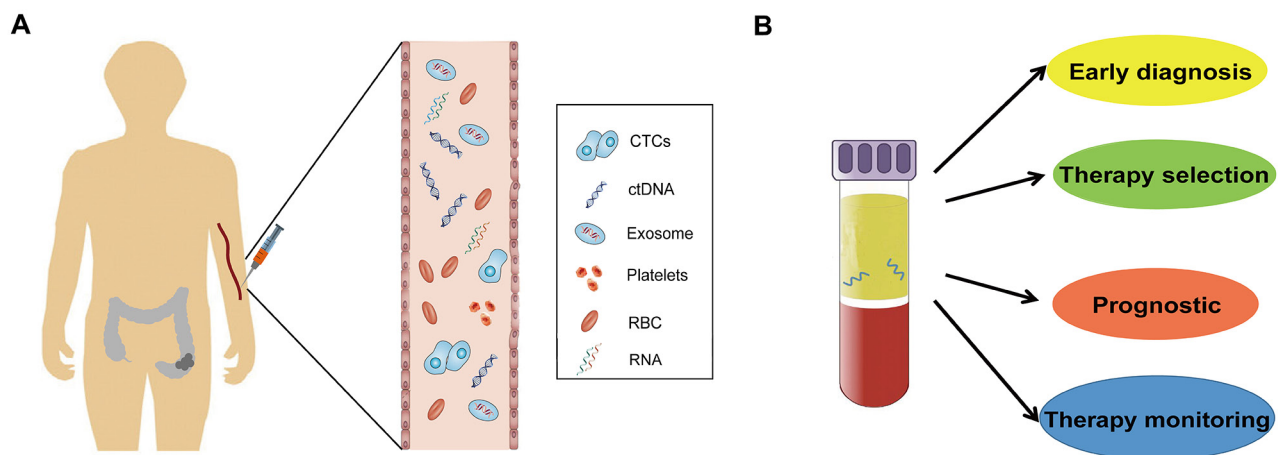 A
CTCs
ctDNA
Exosome
Platelets
RBC
RNA
B
Early diagnosis
Therapy selection
Prognostic
Therapy monitoring